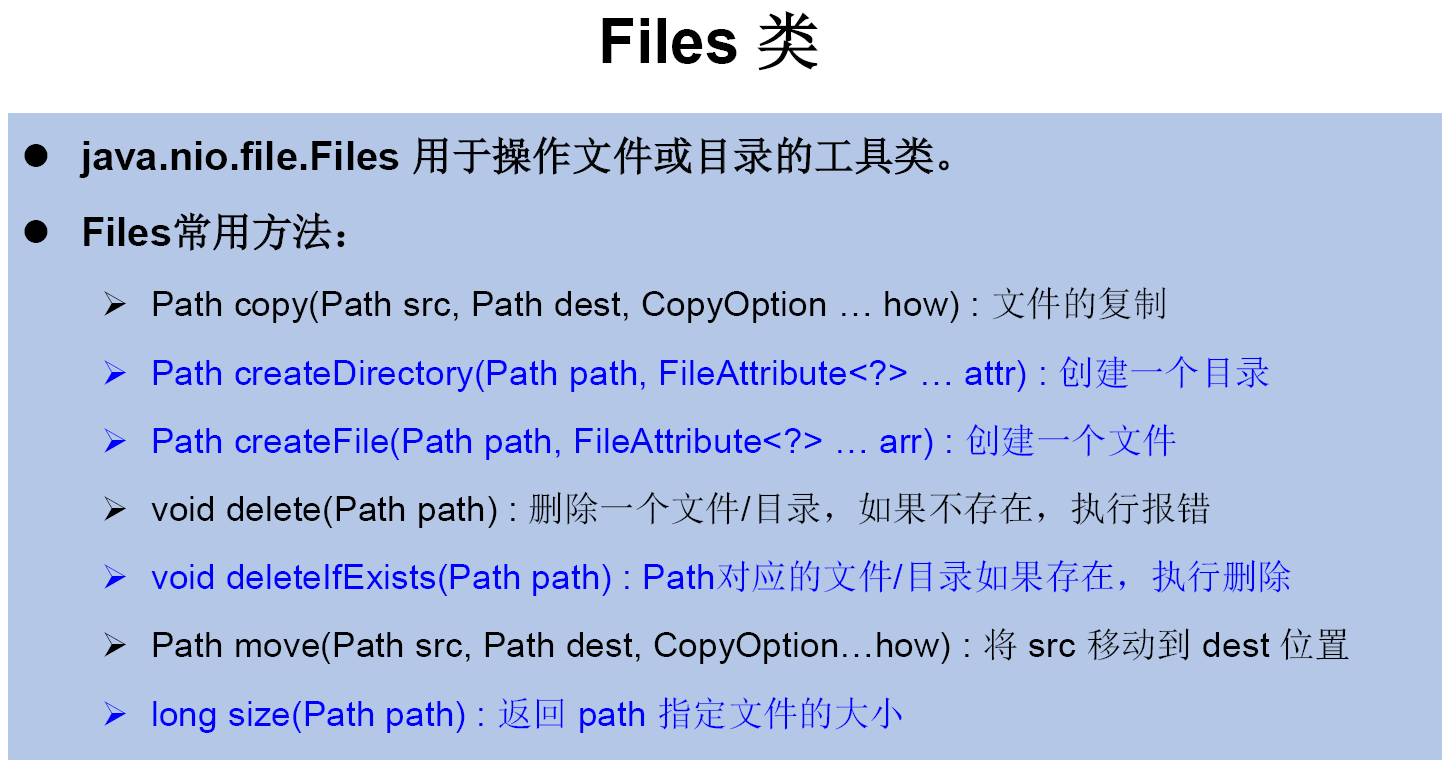 Files 类
● java.nio.file.Files 用于操作文件或目录的工具类。
● Files常用方法：
➢ Path copy(Path src, Path dest, CopyOption … how) : 文件的复制
➢ Path createDirectory(Path path, FileAttribute<?> … attr) : 创建一个目录
➢ Path createFile(Path path, FileAttribute<?> … arr) : 创建一个文件
➢ void delete(Path path) : 删除一个文件/目录，如果不存在，执行报错
➢ void deleteIfExists(Path path) : Path对应的文件/目录如果存在，执行删除
➢ Path move(Path src, Path dest, CopyOption…how) : 将 src 移动到 dest 位置
➢ long size(Path path) : 返回 path 指定文件的大小